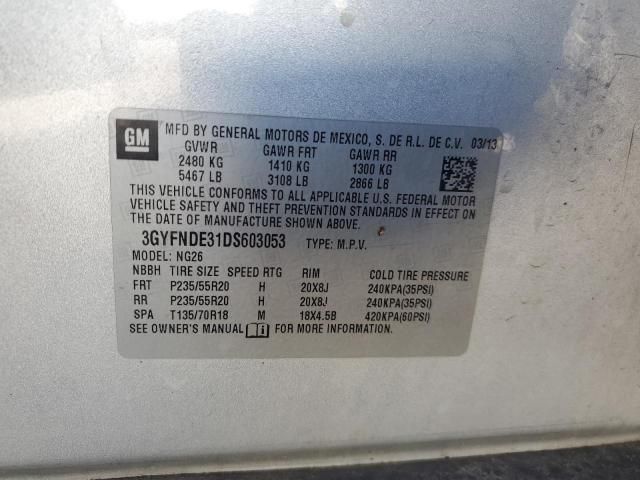 GM
MFD BY GENERAL MOTORS DE MEXICO, S. DE R.L. DE C.V. 03/13
GVWR GAWR FRT GAWR RR
2480 KG 1410 KG 1300 KG
5467 LB 3108 LB 2866 LB
THIS VEHICLE CONFORMS TO ALL APPLICABLE U.S. FEDERAL MOTOR
VEHICLE SAFETY AND THEFT PREVENTION STANDARDS IN EFFECT ON
THE DATE OF MANUFACTURE SHOWN ABOVE.
3GYFNDE31DS603053 TYPE: M.P.V.
MODEL: NG26
NBBH TIRE SIZE SPEED RTG RIM COLD TIRE PRESSURE
FRT P235/55R20 H 20X8J 240KPA(35PSI)
RR P235/55R20 H 20X8J 240KPA(35PSI)
SPA T135/70R18 M 18X4.5B 420KPA(60PSI)
SEE OWNER'S MANUAL FOR MORE INFORMATION.